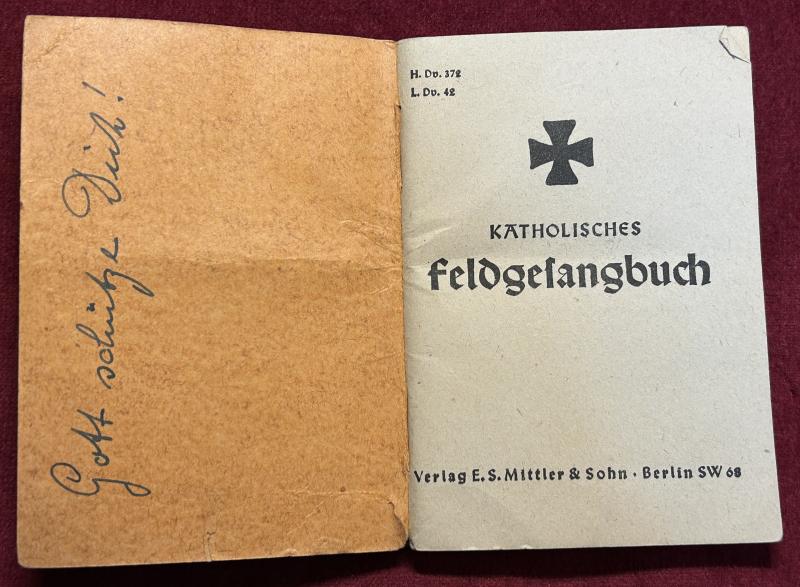 Gott schütze Dich!
H. Dv. 372
L. Dv. 42
KATHOLISCHES
Feldgeſangbuch
Verlag E. S. Mittler & Sohn · Berlin SW 68